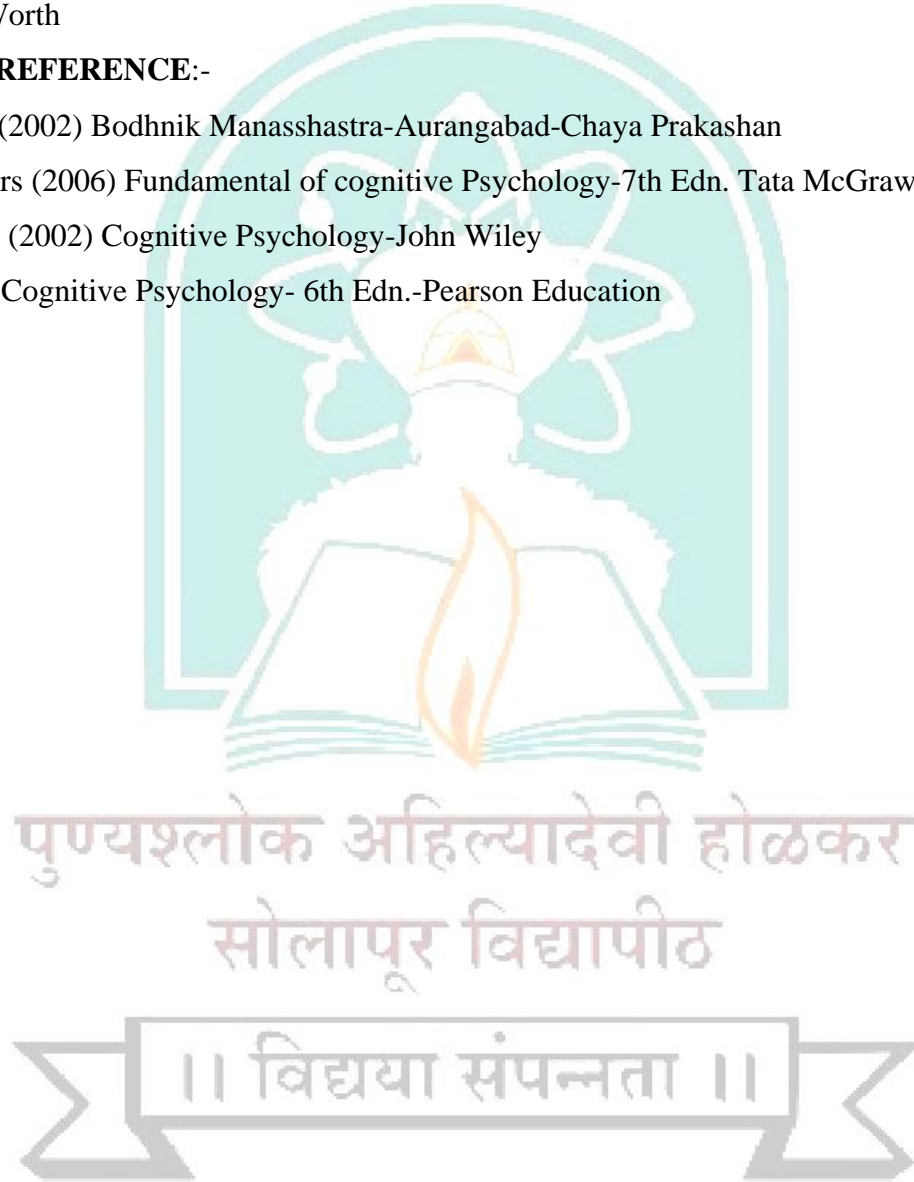 Worth
REFERENCE:-
(2002) Bodhnik Manasshastra-Aurangabad-Chaya Prakashan
rs (2006) Fundamental of cognitive Psychology-7th Edn. Tata McGraw
(2002) Cognitive Psychology-John Wiley
Cognitive Psychology- 6th Edn.-Pearson Education
पुण्यश्लोक अहिल्यादेवी होळकर
सोलापूर विद्यापीठ
।। विद्यया संपन्नता ।।